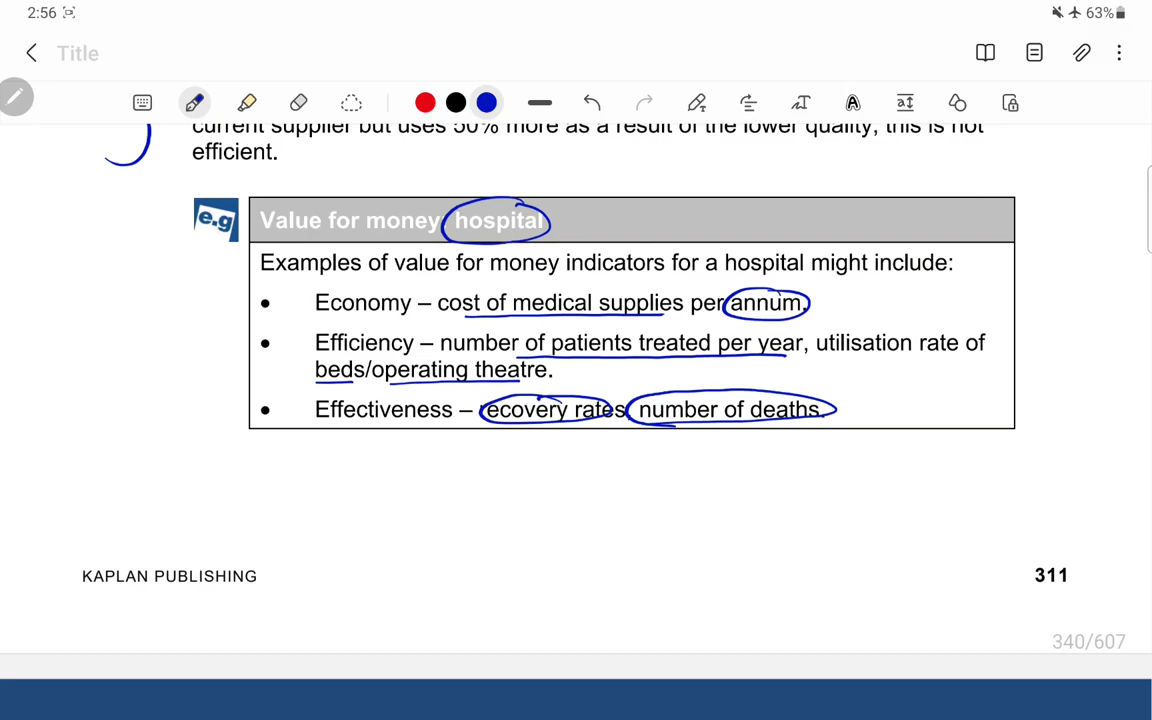 2:56
63%
Title
current supplier but uses 50% more as a result of the lower quality, this is not
efficient.
e.g
Value for money hospital
Examples of value for money indicators for a hospital might include:
• Economy – cost of medical supplies per annum.
• Efficiency – number of patients treated per year, utilisation rate of
beds/operating theatre.
• Effectiveness – recovery rates number of deaths.
KAPLAN PUBLISHING
311
340/607